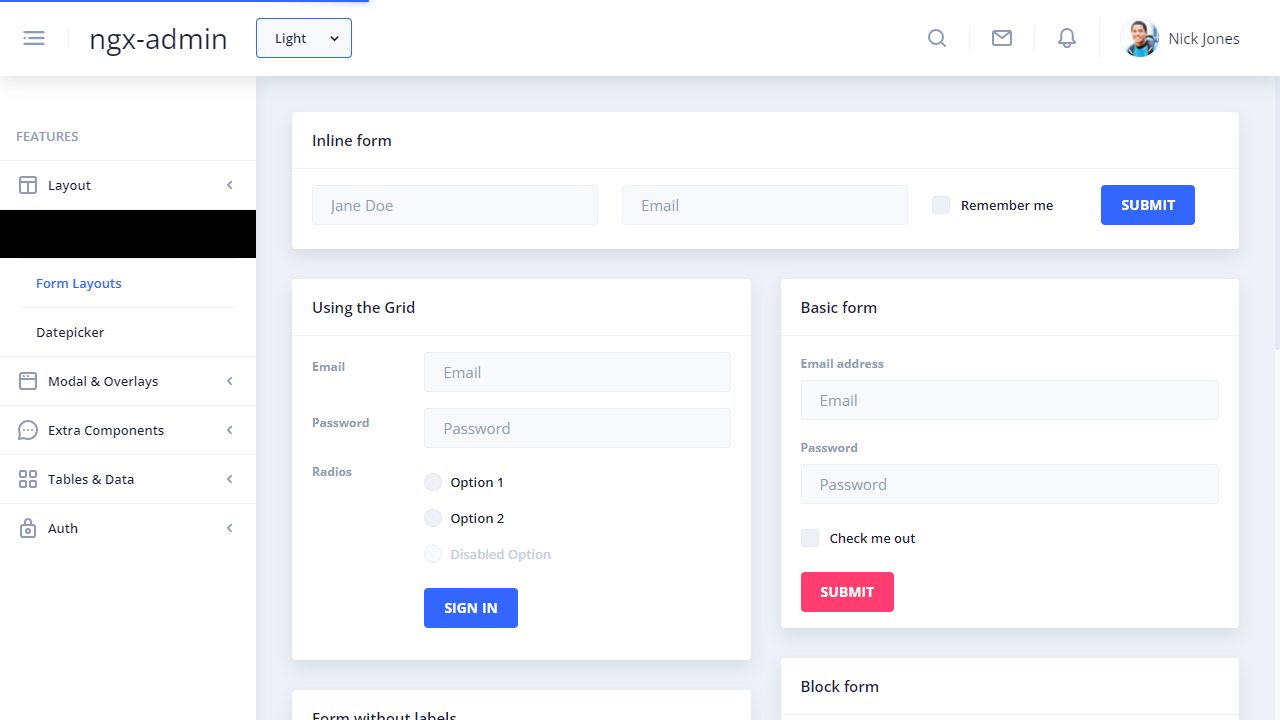 ngx-admin
Light
Nick Jones
FEATURES
Layout
Form Layouts
Datepicker
Modal & Overlays
Extra Components
Tables & Data
Auth
Inline form
Jane Doe
Email
Remember me
SUBMIT
Using the Grid
Email
Email
Password
Password
Radios
Option 1
Option 2
Disabled Option
SIGN IN
Basic form
Email address
Email
Password
Password
Check me out
SUBMIT
Form without labels
Block form